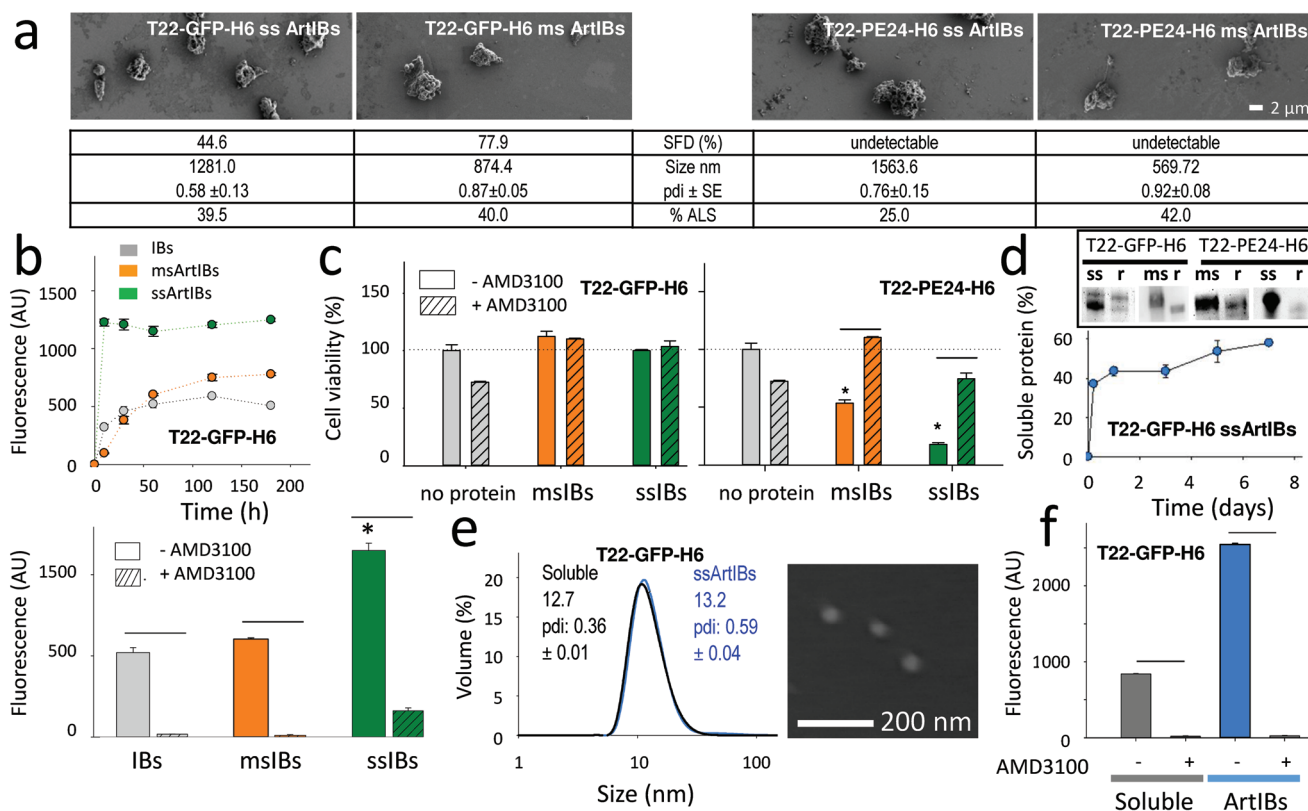 a
T22-GFP-H6 ss ArtIBs
T22-GFP-H6 ms ArtIBs
T22-PE24-H6 ss ArtIBs
T22-PE24-H6 ms ArtIBs
2 µm
44.6 77.9 SFD (%) undetectable undetectable
1281.0 874.4 Size nm 1563.6 569.72
0.58 ±0.13 0.87±0.05 pdi ± SE 0.76±0.15 0.92±0.08
39.5 40.0 % ALS 25.0 42.0
b
IBs
msArtIBs
ssArtIBs
Fluorescence (AU)
1500
1000
500
0
T22-GFP-H6
0 50 100 150 200
Time (h)
- AMD3100
+ AMD3100
*
Fluorescence (AU)
1500
500
0
IBs msIBs ssIBs
c
- AMD3100
+ AMD3100
T22-GFP-H6
T22-PE24-H6
Cell viability (%)
150
100
50
0
*
*
no protein msIBs ssIBs
no protein msIBs ssIBs
d
T22-GFP-H6 T22-PE24-H6
ss r ms r ms r ss r
Soluble protein (%)
60
40
20
0
T22-GFP-H6 ssArtIBs
0 2 4 6 8
Time (days)
e
T22-GFP-H6
Soluble
12.7
pdi: 0.36
± 0.01
ssArtIBs
13.2
pdi: 0.59
± 0.04
Volume (%)
20
15
10
5
0
1 10 100
Size (nm)
200 nm
f
T22-GFP-H6
Fluorescence (AU)
2000
1000
0
AMD3100 - + - +
Soluble ArtIBs